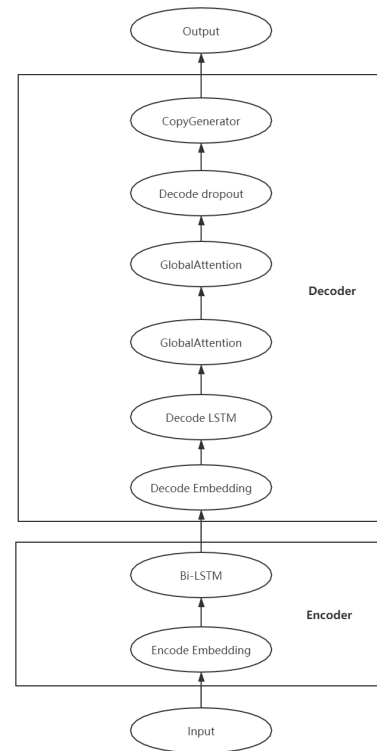 Output
CopyGenerator
Decode dropout
GlobalAttention
Decoder
GlobalAttention
Decode LSTM
Decode Embedding
Bi-LSTM
Encoder
Encode Embedding
Input